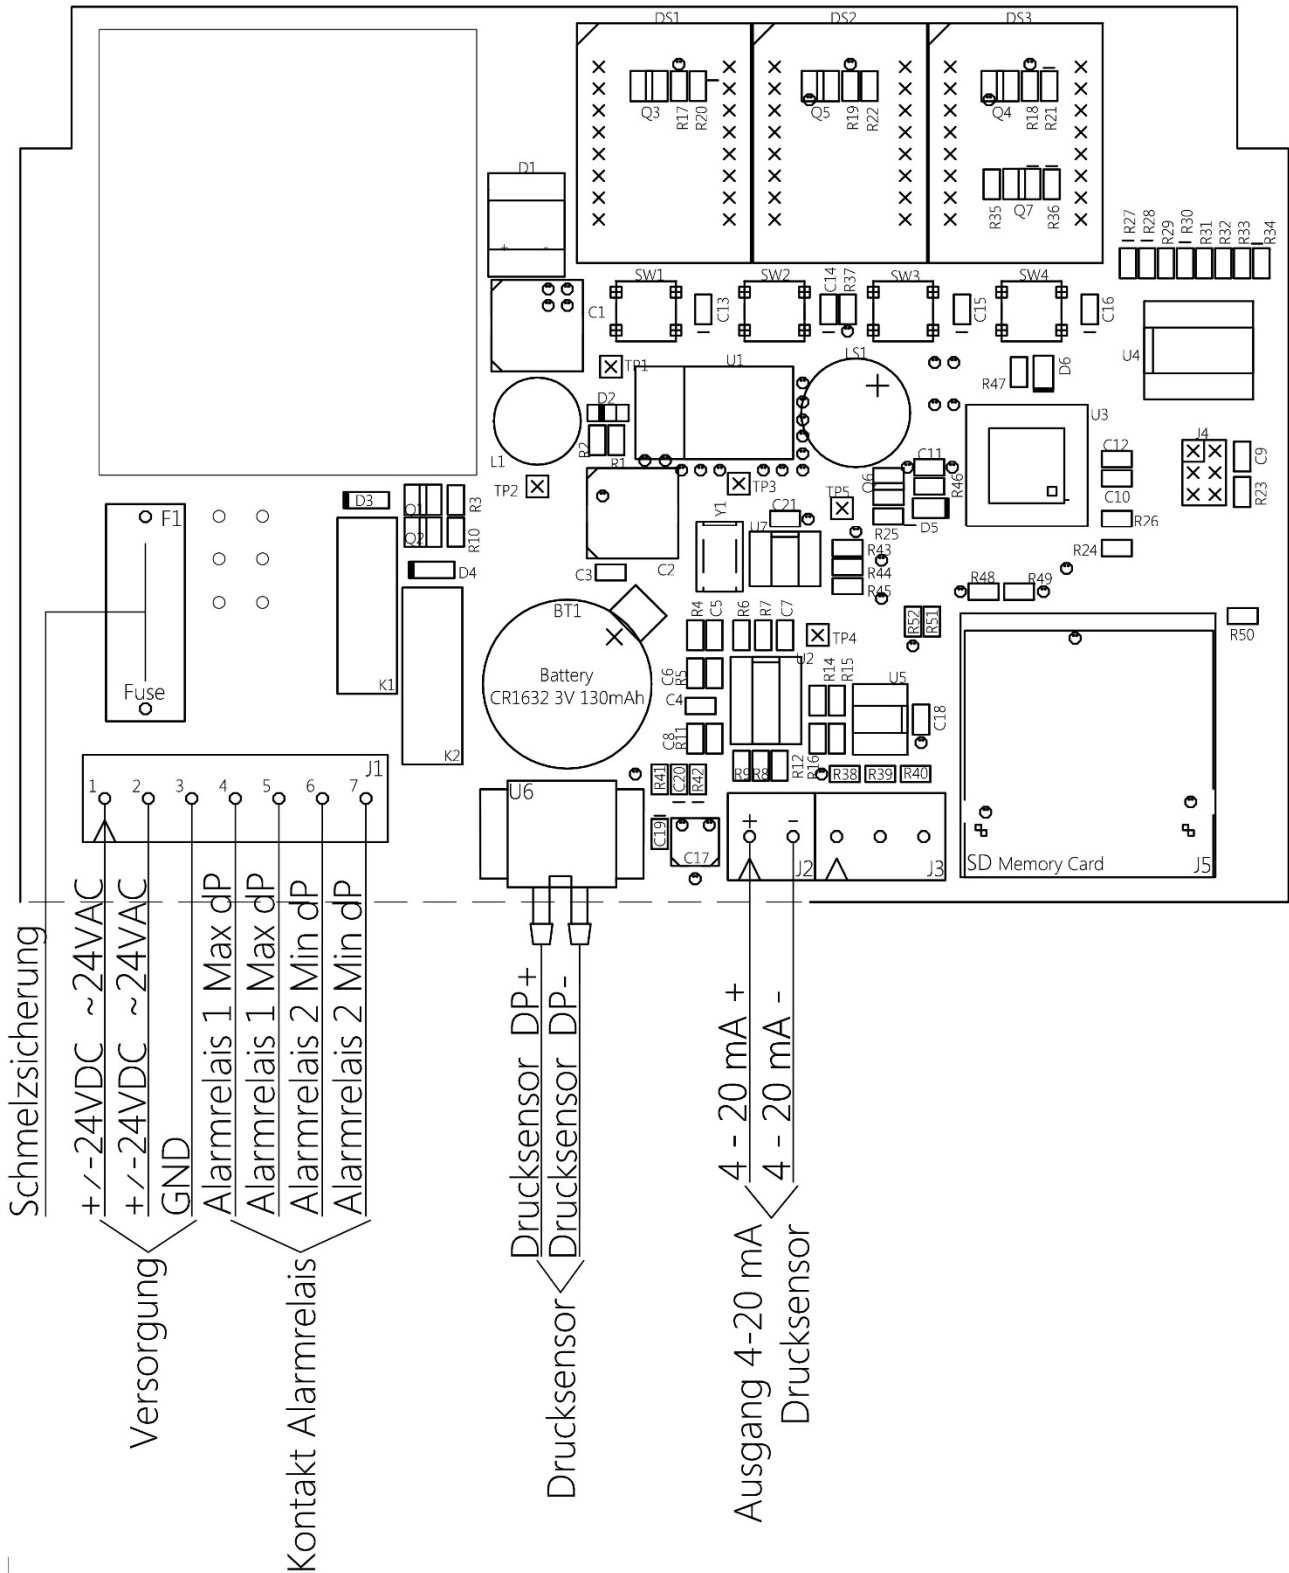 DS1
DS2
DS3
Q3
R17
R20
Q5
R19
R22
Q4
R18
R21
R35
Q7
R36
D1
+ -
R27
R28
R29
R30
R31
R32
R33
R34
C1
SW1
C13
SW2
C14
R37
SW3
C15
SW4
C16
U4
TP1
U1
LS1
+
R47
D6
U3
D2
R2
R1
L1
TP2
TP3
TP5
Q6
C11
R46
D5
R25
C12
C10
R26
R24
J4
C9
R23
D3
Q1
R3
Q2
R10
D4
F1
Fuse
K1
K2
C3
C2
Y1
C21
U7
R43
R44
R45
R48
R49
R50
R52
R51
BT1
Battery
CR1632 3V 130mAh
R4
C5
R6
R7
C7
TP4
U2
C6
R5
C4
C8
R11
R14
R15
U5
C18
R9
R8
R12
R16
R38
R39
R40
R41
C20
R42
C19
C17
U6
J1
1
2
3
4
5
6
7
+
-
J2
J3
SD Memory Card
J5
Schmelzsicherung
+/-24VDC ~24VAC
+/-24VDC ~24VAC
GND
Alarmrelais 1 Max dP
Alarmrelais 1 Max dP
Alarmrelais 2 Min dP
Alarmrelais 2 Min dP
Versorgung
Kontakt Alarmrelais
Drucksensor DP+
Drucksensor DP-
Drucksensor
4 - 20 mA +
4 - 20 mA -
Ausgang 4-20 mA
Drucksensor